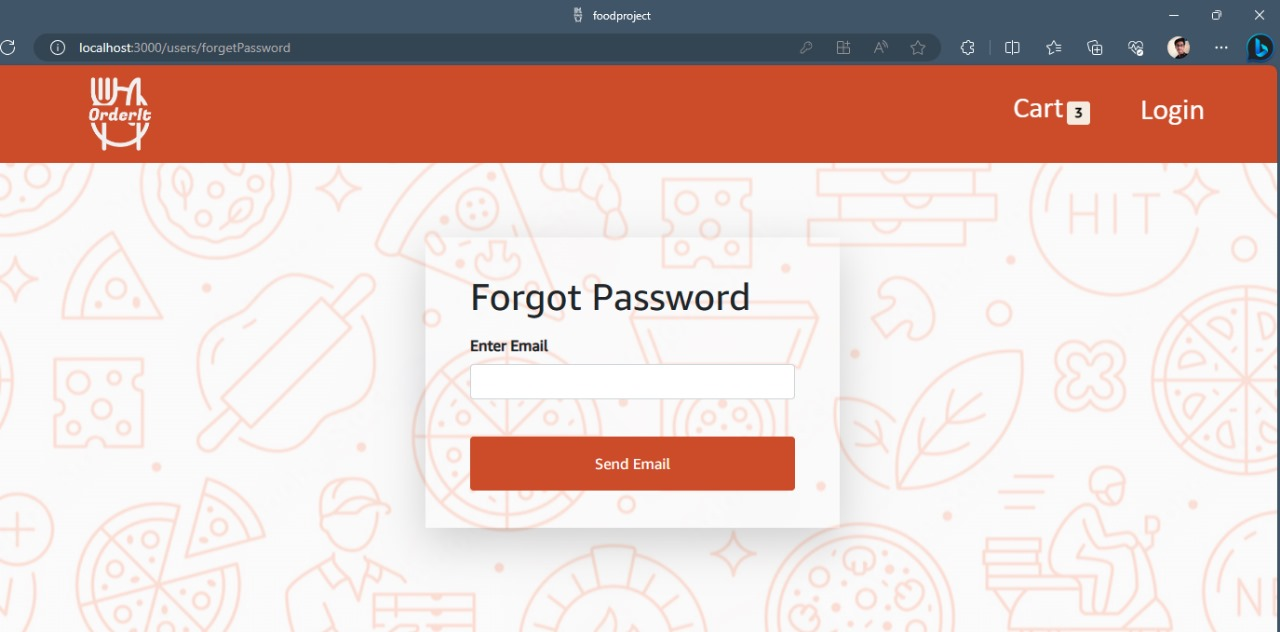 foodproject
localhost:3000/users/forgetPassword
OrderIt
Cart 3
Login
HIT
Forgot Password
Enter Email
Send Email